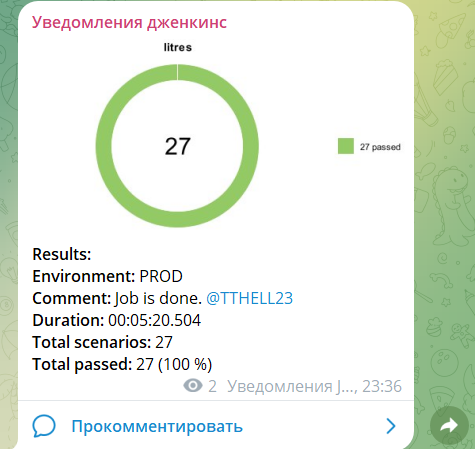 Уведомления дженкинс
litres
27
27 passed
Results:
Environment: PROD
Comment: Job is done. @TTHELL23
Duration: 00:05:20.504
Total scenarios: 27
Total passed: 27 (100 %)
2 Уведомления J..., 23:36
Прокомментировать